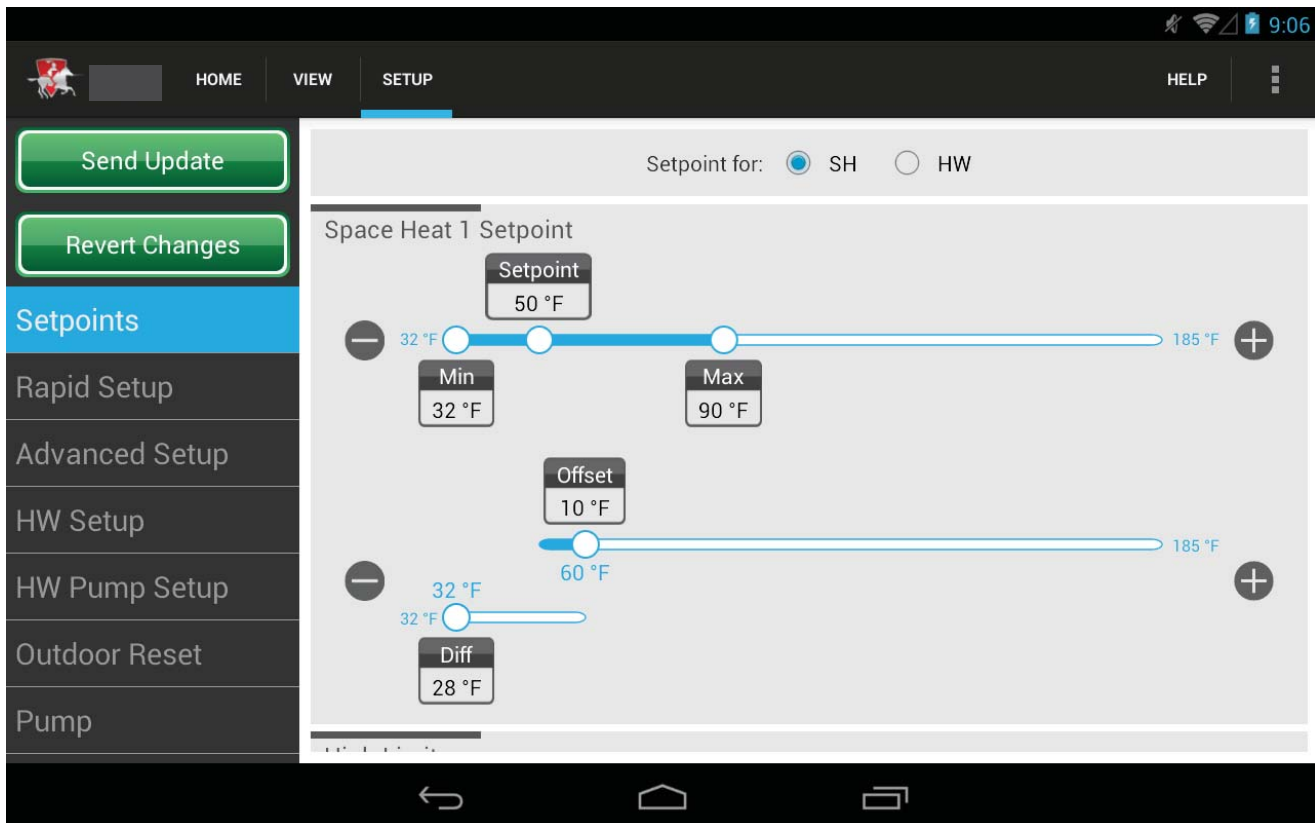 9:06
HOME VIEW SETUP HELP
Send Update
Revert Changes
Setpoints
Rapid Setup
Advanced Setup
HW Setup
HW Pump Setup
Outdoor Reset
Pump
Setpoint for: SH HW
Space Heat 1 Setpoint
Setpoint
50 °F
32 °F 185 °F
Min Max
32 °F 90 °F
Offset
10 °F
185 °F
60 °F
32 °F
32 °F
Diff
28 °F